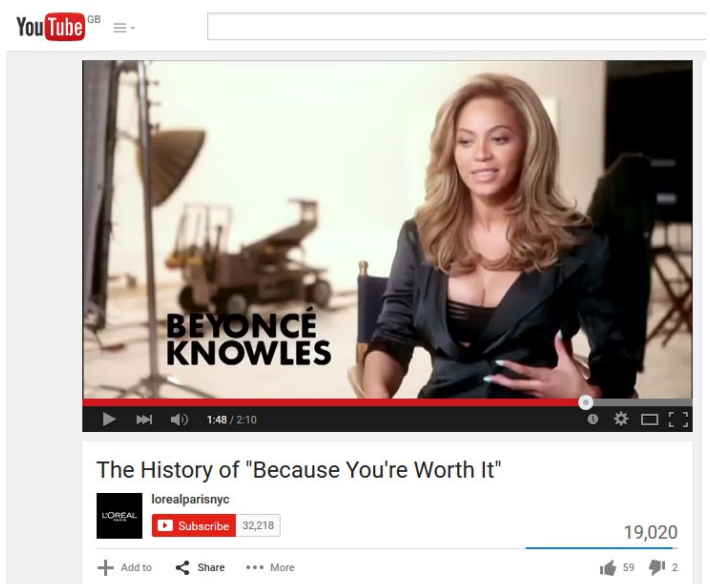 YouTube GB
BEYONCÉ
KNOWLES
1:48 / 2:10
The History of "Because You're Worth It"
L'ORÉAL
PARIS
lorealparisnyc
Subscribe 32,218
19,020
Add to Share More 59 2